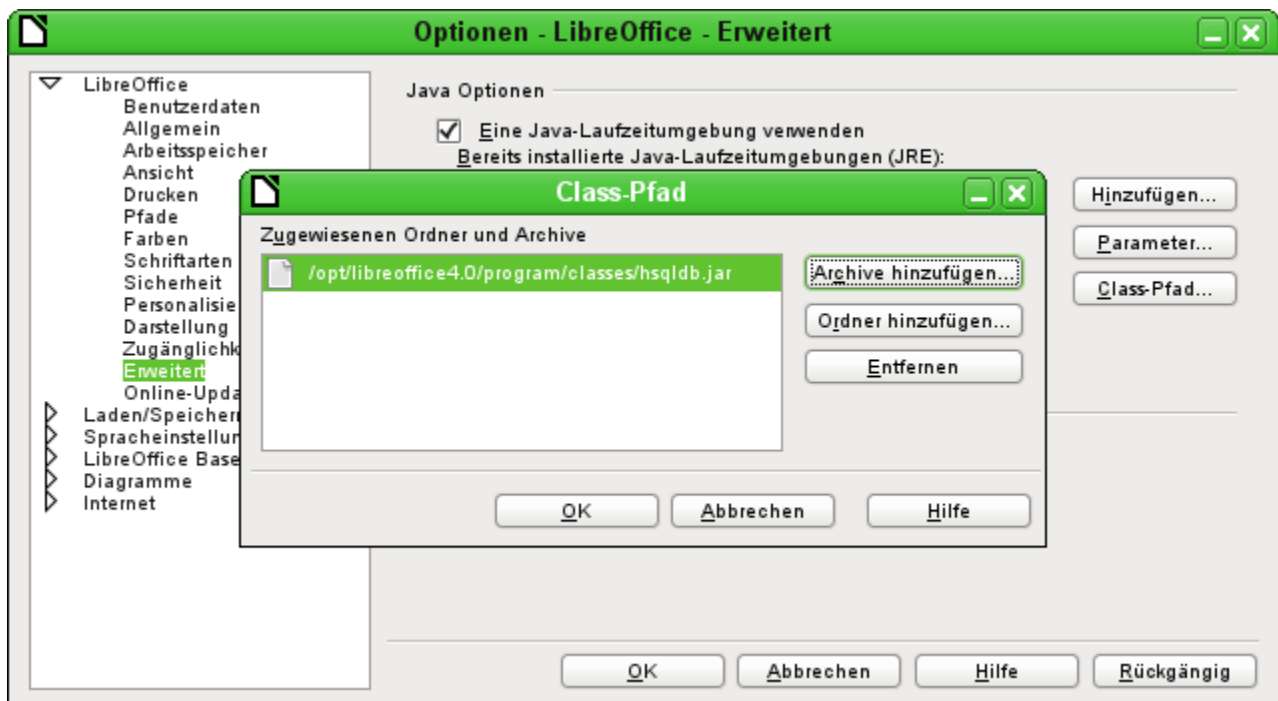 Optionen - LibreOffice - Erweitert
LibreOffice
Benutzerdaten
Allgemein
Arbeitsspeicher
Ansicht
Drucken
Pfade
Farben
Schriftarten
Sicherheit
Personalisie
Darstellung
Zugänglichk
Erweitert
Online-Upda
Laden/Speichern
Spracheinstellun
LibreOffice Base
Diagramme
Internet
Java Optionen
Eine Java-Laufzeitumgebung verwenden
Bereits installierte Java-Laufzeitumgebungen (JRE):
Hinzufügen...
Parameter...
Class-Pfad...
Class-Pfad
Zugewiesenen Ordner und Archive
/opt/libreoffice4.0/program/classes/hsqldb.jar
Archive hinzufügen...
Ordner hinzufügen...
Entfernen
OK Abbrechen Hilfe
OK Abbrechen Hilfe Rückgängig